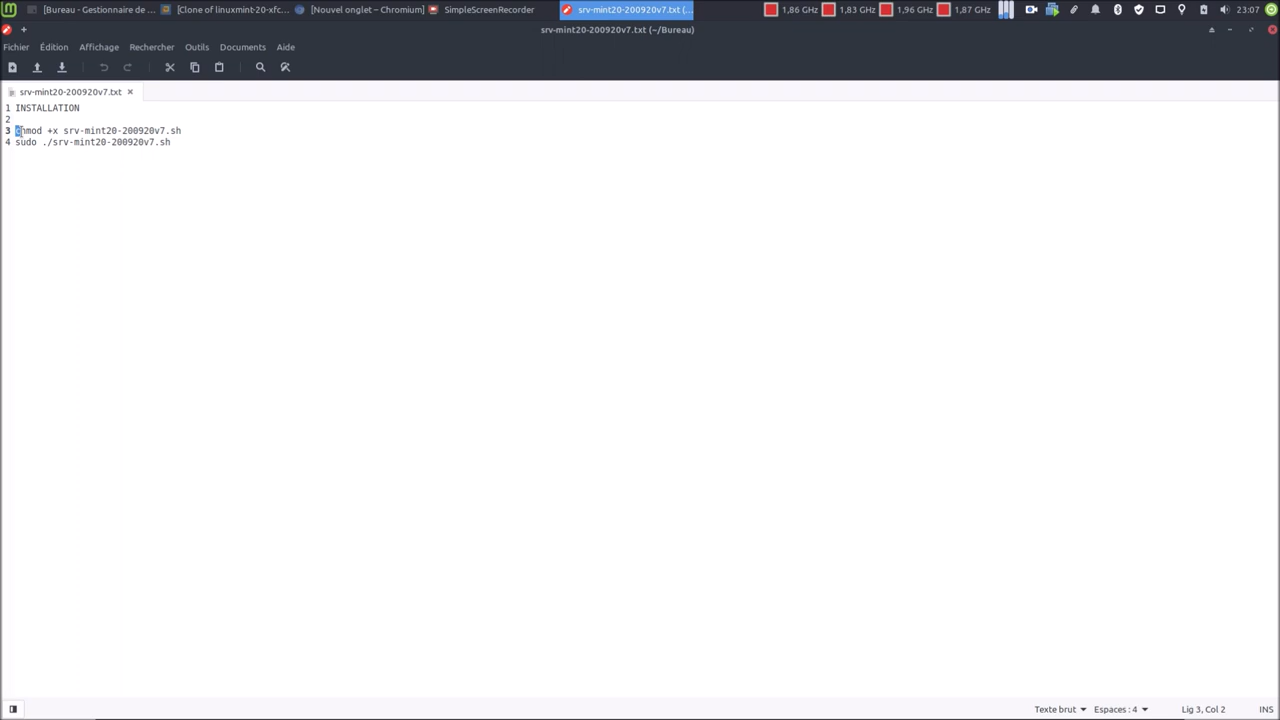 [Bureau - Gestionnaire de ... [Clone of linuxmint-20-xfc... [Nouvel onglet – Chromium] SimpleScreenRecorder srv-mint20-200920v7.txt (... 1,86 GHz 1,83 GHz 1,96 GHz 1,87 GHz 23:07
srv-mint20-200920v7.txt (~/Bureau)
Fichier Édition Affichage Rechercher Outils Documents Aide
srv-mint20-200920v7.txt
1 INSTALLATION
2
3 chmod +x srv-mint20-200920v7.sh
4 sudo ./srv-mint20-200920v7.sh
Texte brut Espaces : 4 Lig 3, Col 2 INS